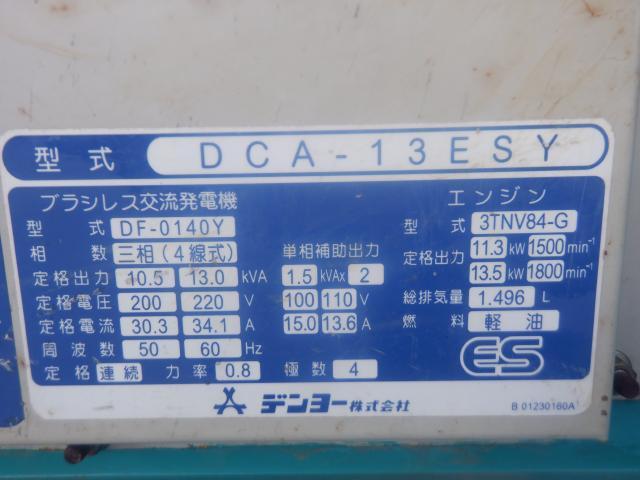 型式 DCA-13ESY
ブラシレス交流発電機
型式 DF-0140Y
相数 三相(4線式) 単相補助出力
定格出力 10.5 13.0 kVA 1.5 kVAx 2
定格電圧 200 220 V 100 110 V
定格電流 30.3 34.1 A 15.0 13.6 A
周波数 50 60 Hz
定格 連続 力率 0.8 極数 4
エンジン
型式 3TNV84-G
定格出力 11.3 kW 1500 min⁻¹
13.5 kW 1800 min⁻¹
総排気量 1.496 L
燃料 軽油
ES
デンヨー株式会社
B 01230160A